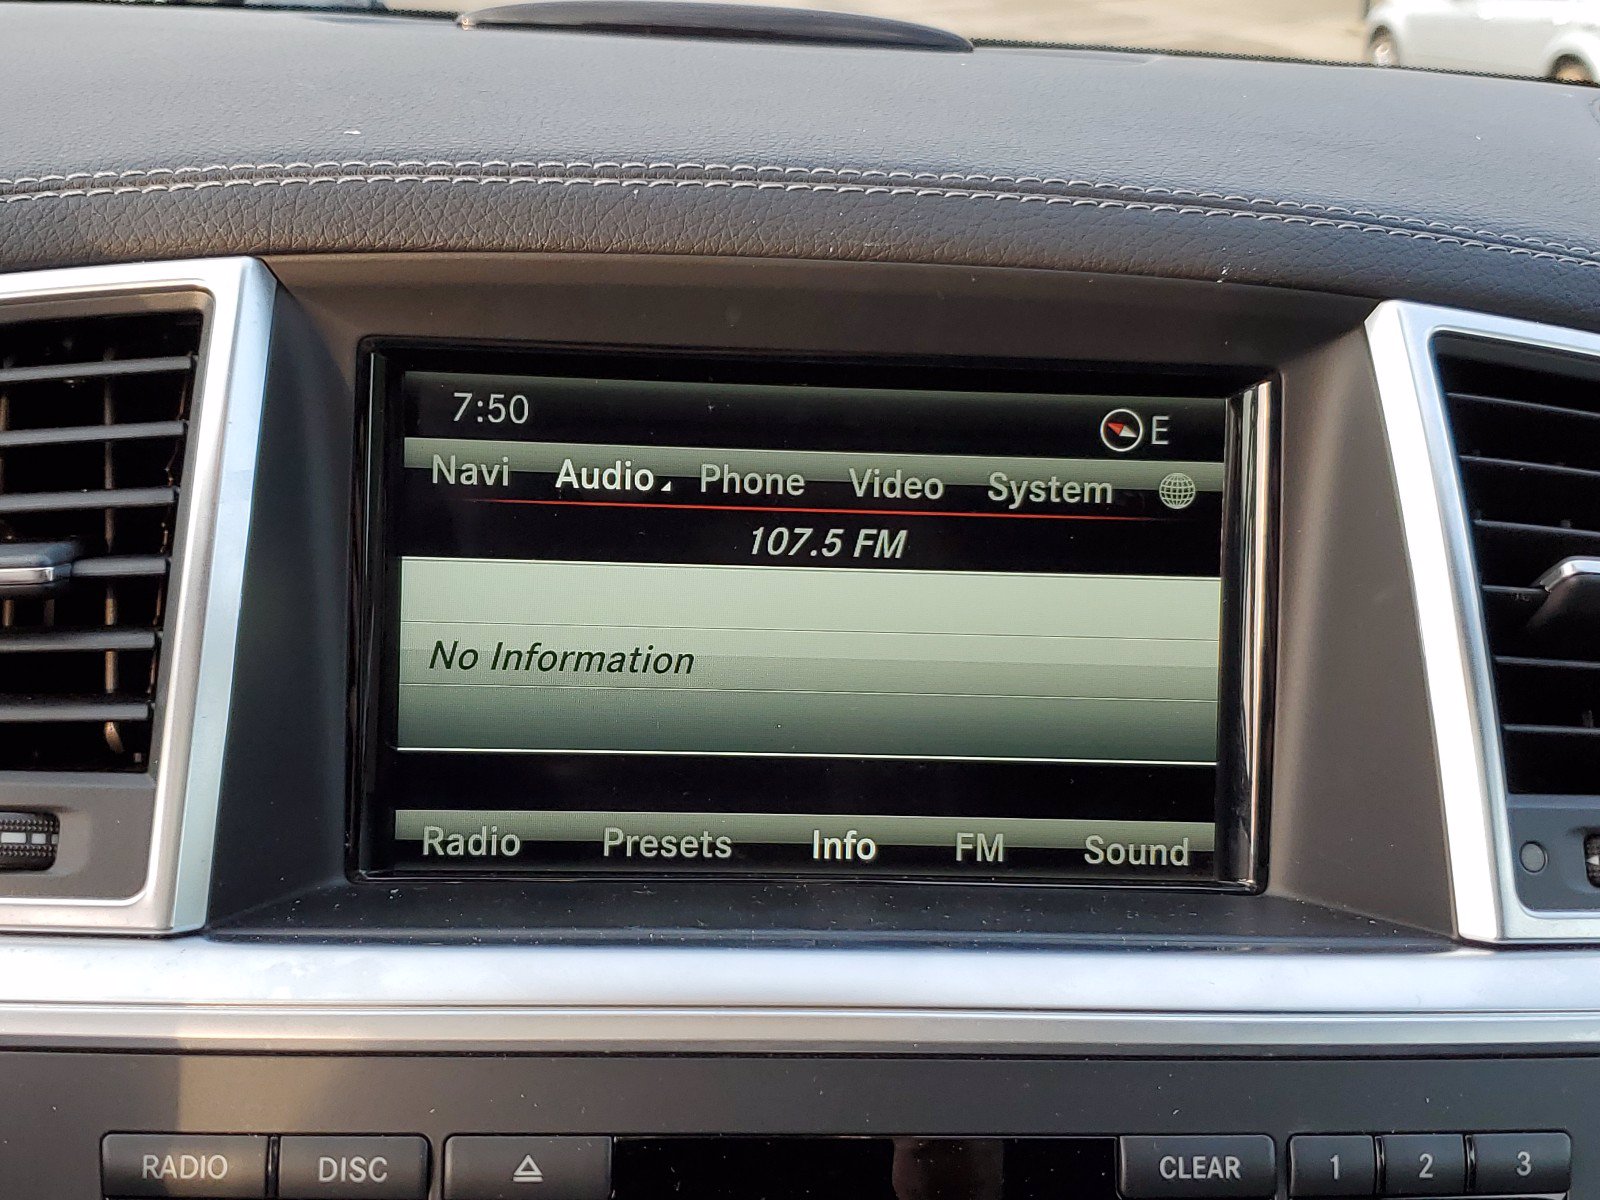 7:50 E
Navi Audio Phone Video System
107.5 FM
No Information
Radio Presets Info FM Sound
RADIO DISC CLEAR 1 2 3